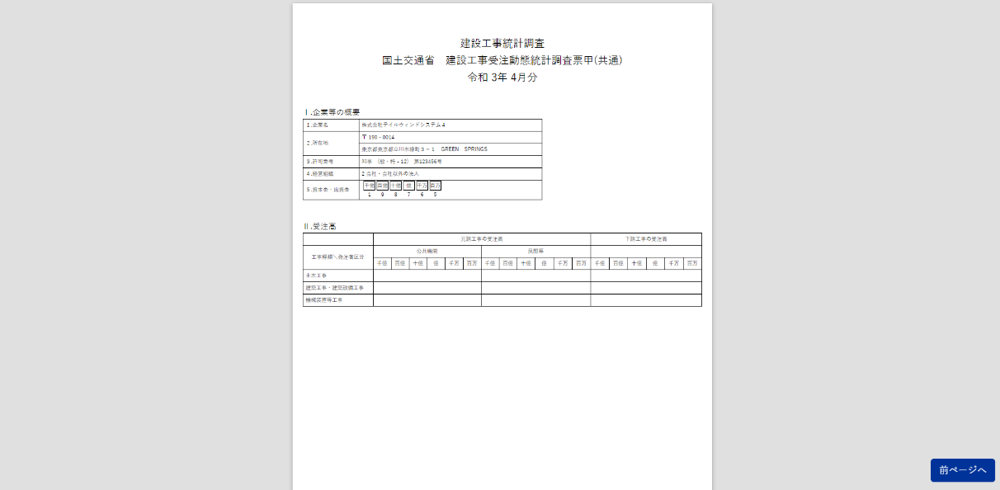 建設工事統計調査
国土交通省　建設工事受注動態統計調査票甲(共通)
令和 3年 4月分
Ⅰ.企業等の概要
1.企業名 株式会社テイルウィンドシステム4
2.所在地 〒 190 - 0014
東京都東京都立川市緑町３－１　GREEN　SPRINGS
3.許可番号 知事 (般・特 - 12) 第123456号
4.経営組織 2 会社・会社以外の法人
5.資本金・出資金 千億 百億 十億 億 千万 百万
1 9 8 7 6 5
Ⅱ.受注高
元請工事の受注高 下請工事の受注高
工事種類＼発注者区分 公共機関 民間等
千億 百億 十億 億 千万 百万 千億 百億 十億 億 千万 百万 千億 百億 十億 億 千万 百万
土木工事
建築工事・建築設備工事
機械装置等工事
前ページへ